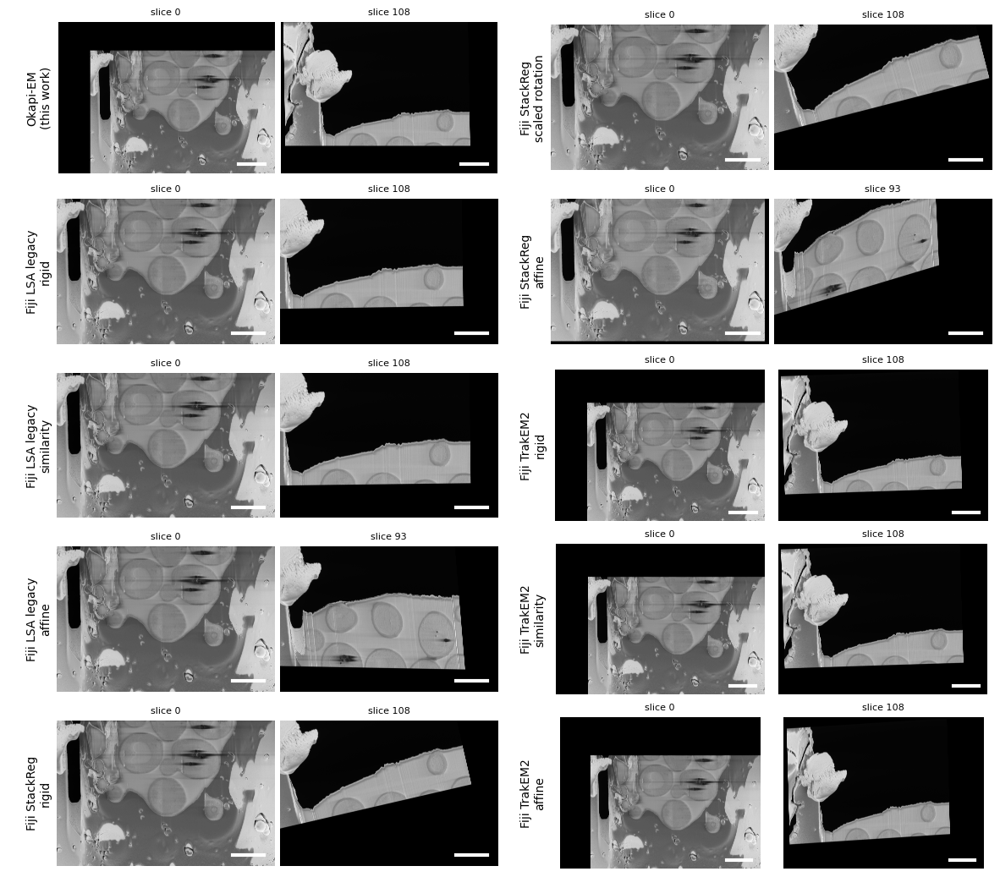 slice 0
slice 108
Okapi-EM
(this work)
slice 0
slice 108
Fiji LSA legacy
rigid
slice 0
slice 108
Fiji LSA legacy
similarity
slice 0
slice 93
Fiji LSA legacy
affine
slice 0
slice 108
Fiji StackReg
rigid
slice 0
slice 108
Fiji StackReg
scaled rotation
slice 0
slice 93
Fiji StackReg
affine
slice 0
slice 108
Fiji TrakEM2
rigid
slice 0
slice 108
Fiji TrakEM2
similarity
slice 0
slice 108
Fiji TrakEM2
affine